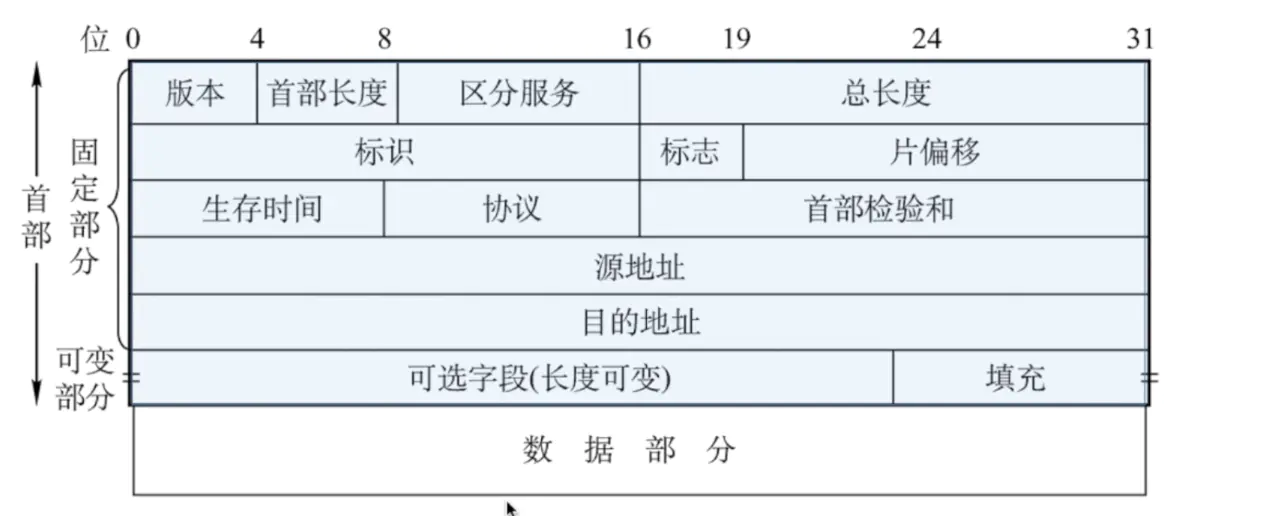 位 0 4 8 16 19 24 31
版本 首部长度 区分服务 总长度
标识 标志 片偏移
生存时间 协议 首部检验和
源地址
目的地址
可选字段(长度可变) 填充
数据部分
首部
固定部分
可变部分